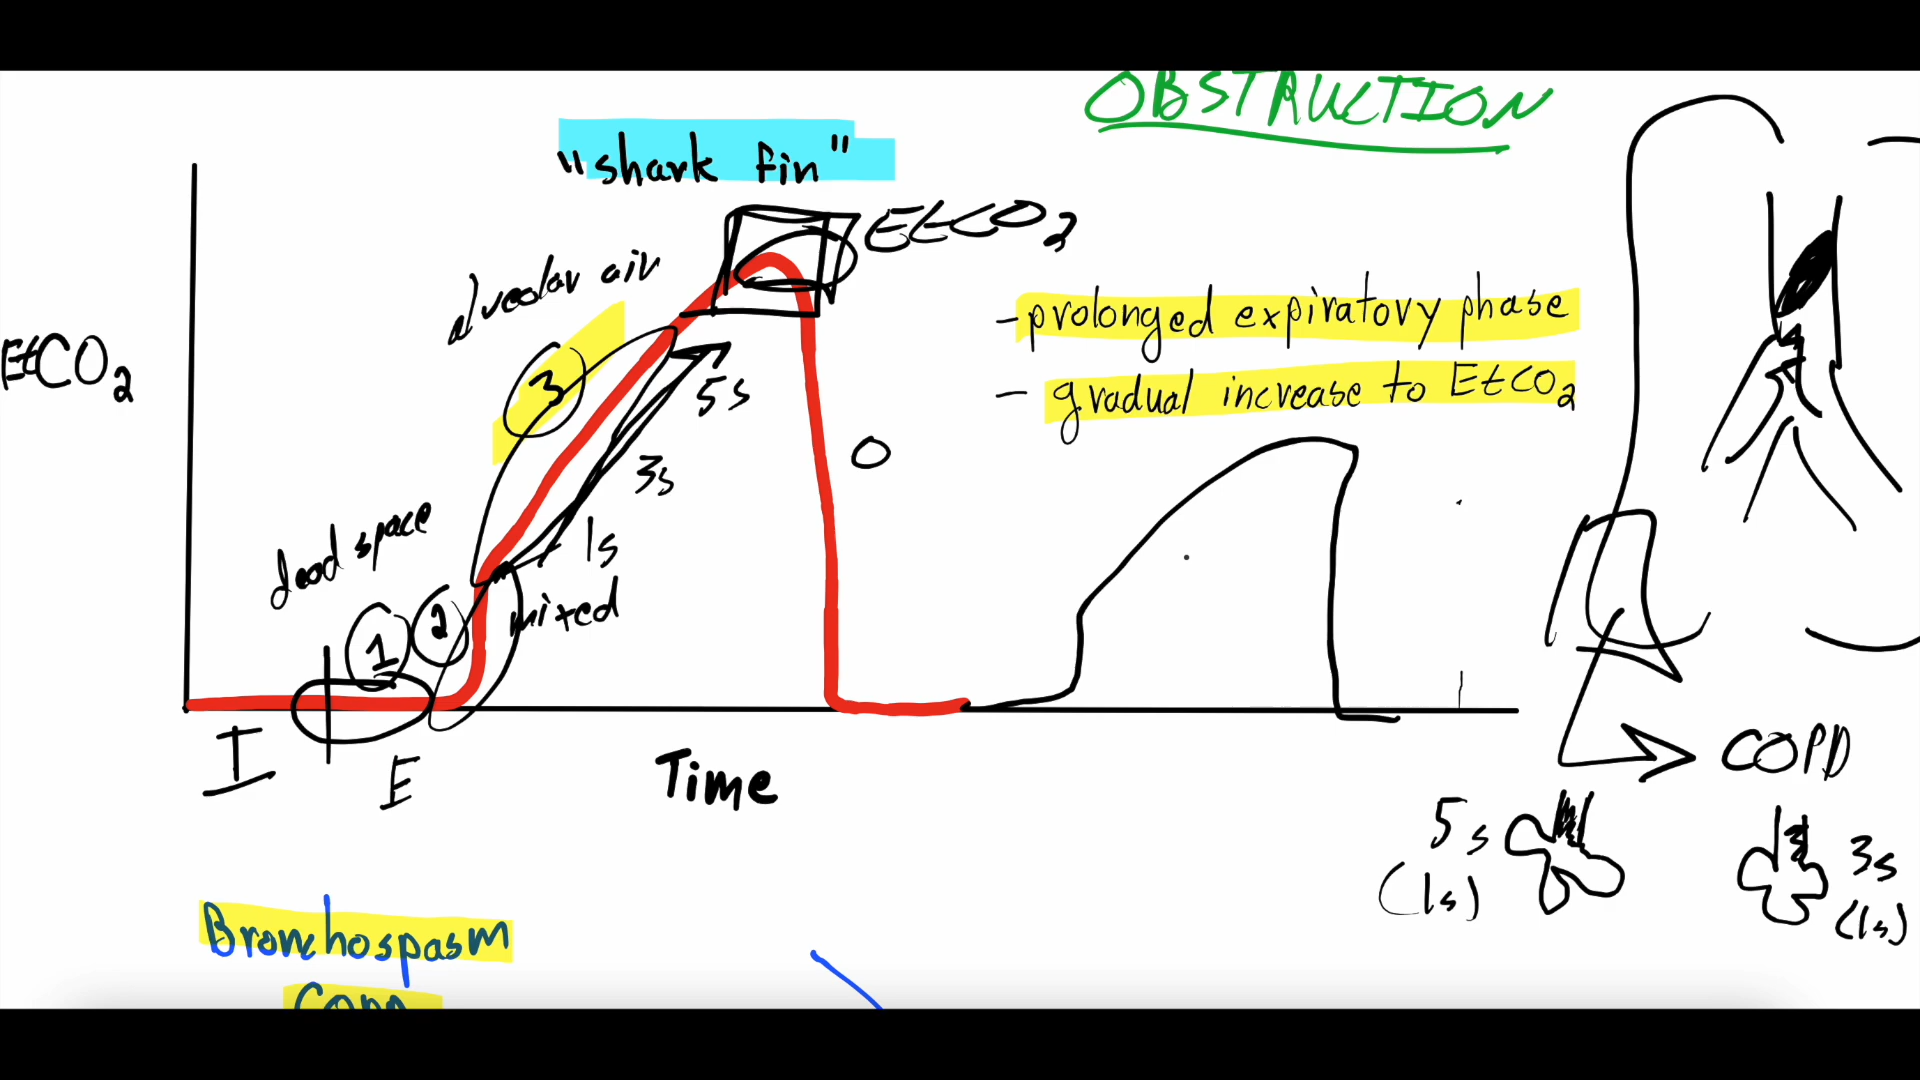 OBSTRUCTION
"shark fin"
EtCO2
alveolar air
- prolonged expiratory phase
- gradual increase to EtCO2
EtCO2
3
5s
3s
0
1s
dead space
mixed
1
2
I
E
Time
COPD
5s
(1s)
3s
(1s)
Bronchospasm
COPD